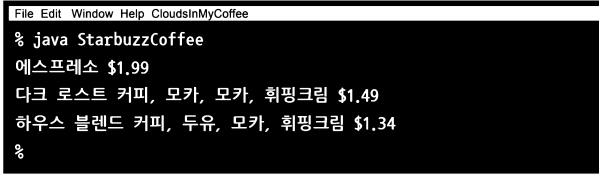 File Edit Window Help CloudsInMyCoffee
% java StarbuzzCoffee
에스프레소 $1.99
다크 로스트 커피, 모카, 모카, 휘핑크림 $1.49
하우스 블렌드 커피, 두유, 모카, 휘핑크림 $1.34
%